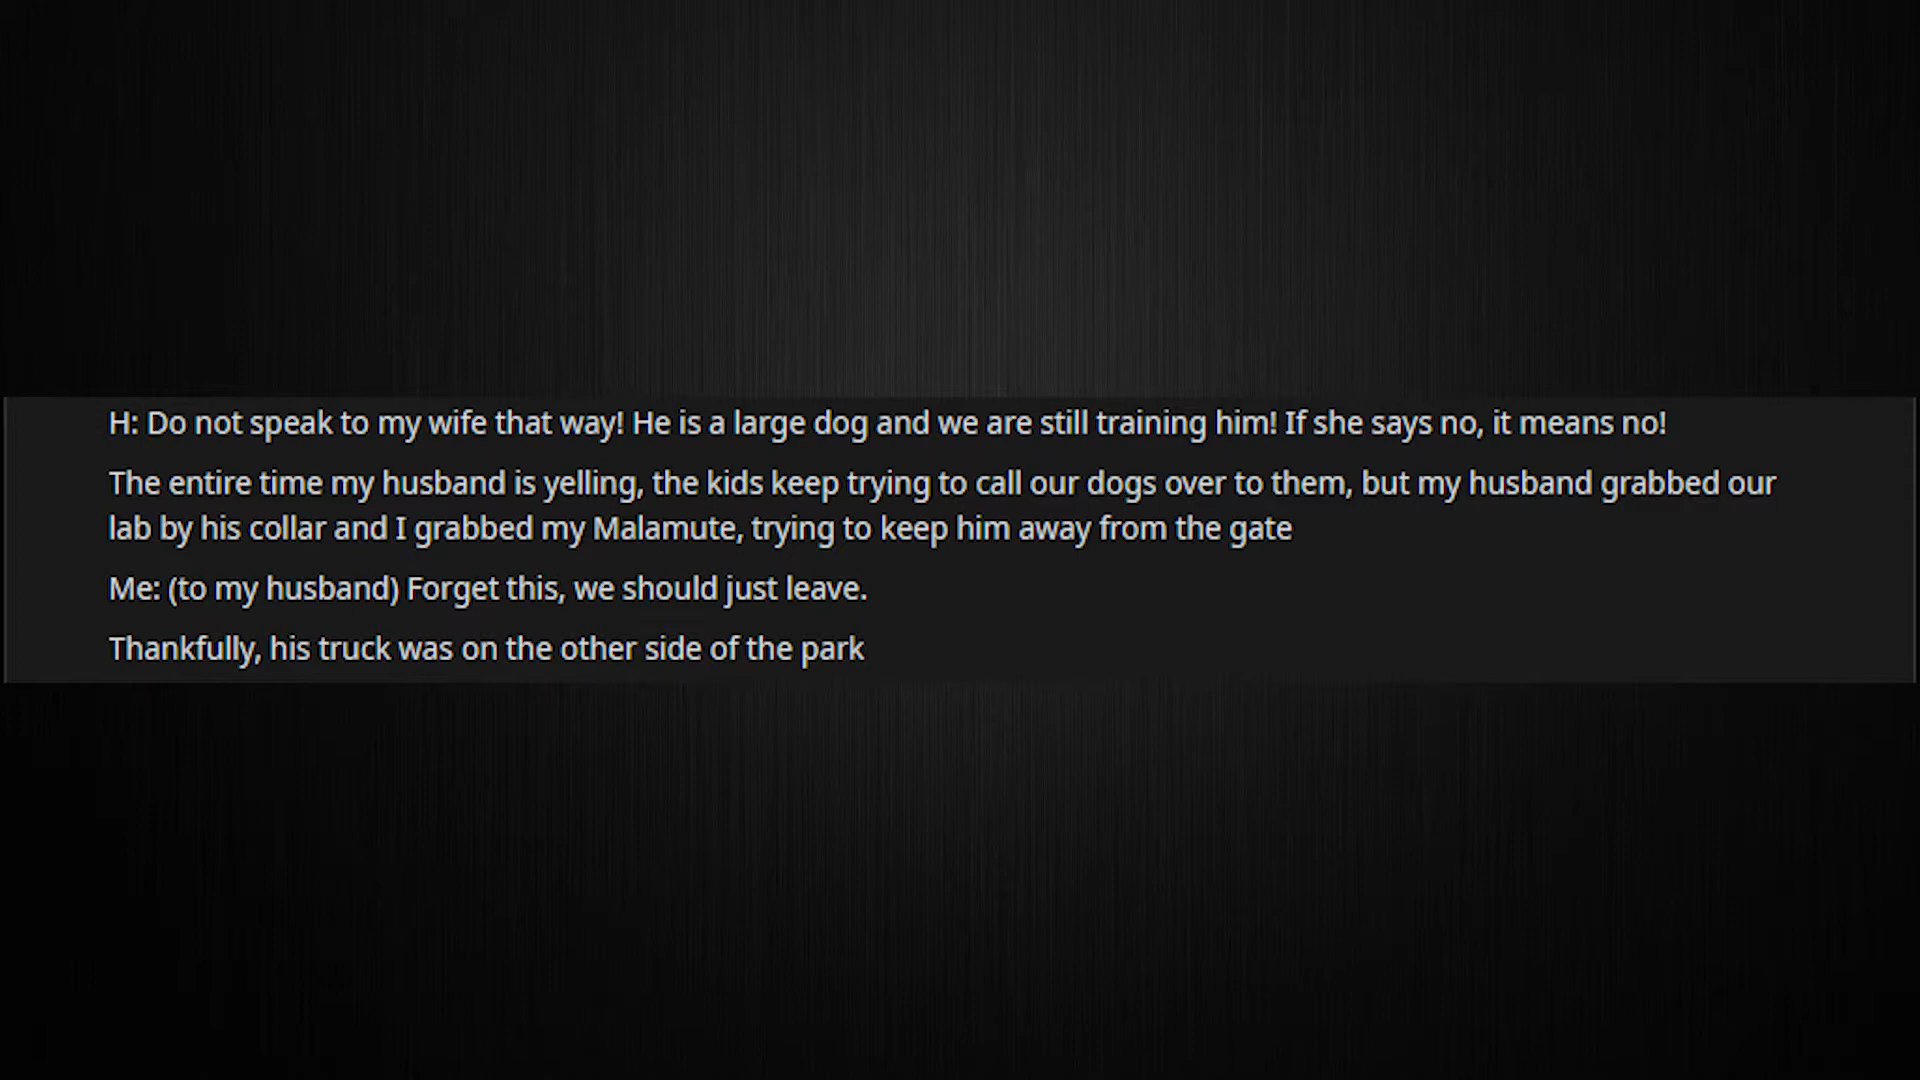 H: Do not speak to my wife that way! He is a large dog and we are still training him! If she says no, it means no!
The entire time my husband is yelling, the kids keep trying to call our dogs over to them, but my husband grabbed our
lab by his collar and I grabbed my Malamute, trying to keep him away from the gate
Me: (to my husband) Forget this, we should just leave.
Thankfully, his truck was on the other side of the park